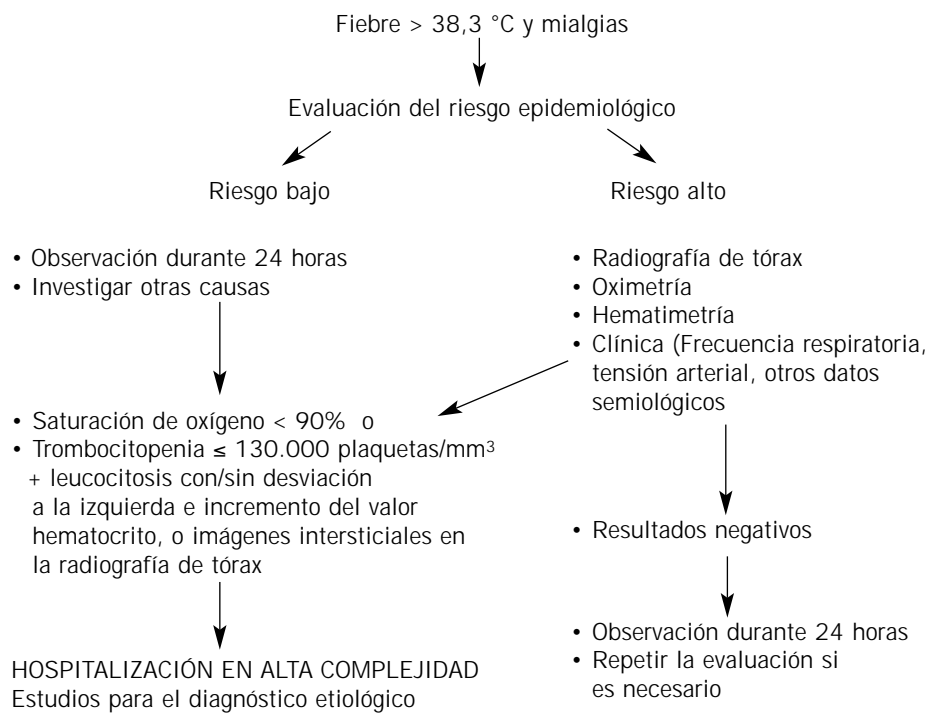 Fiebre > 38,3 °C y mialgias
Evaluación del riesgo epidemiológico
Riesgo bajo
Riesgo alto
• Observación durante 24 horas
• Investigar otras causas
• Radiografía de tórax
• Oximetría
• Hematimetría
• Clínica (Frecuencia respiratoria,
tensión arterial, otros datos
semiológicos
• Saturación de oxígeno < 90% o
• Trombocitopenia ≤ 130.000 plaquetas/mm³
+ leucocitosis con/sin desviación
a la izquierda e incremento del valor
hematocrito, o imágenes intersticiales en
la radiografía de tórax
• Resultados negativos
• Observación durante 24 horas
• Repetir la evaluación si
es necesario
HOSPITALIZACIÓN EN ALTA COMPLEJIDAD
Estudios para el diagnóstico etiológico